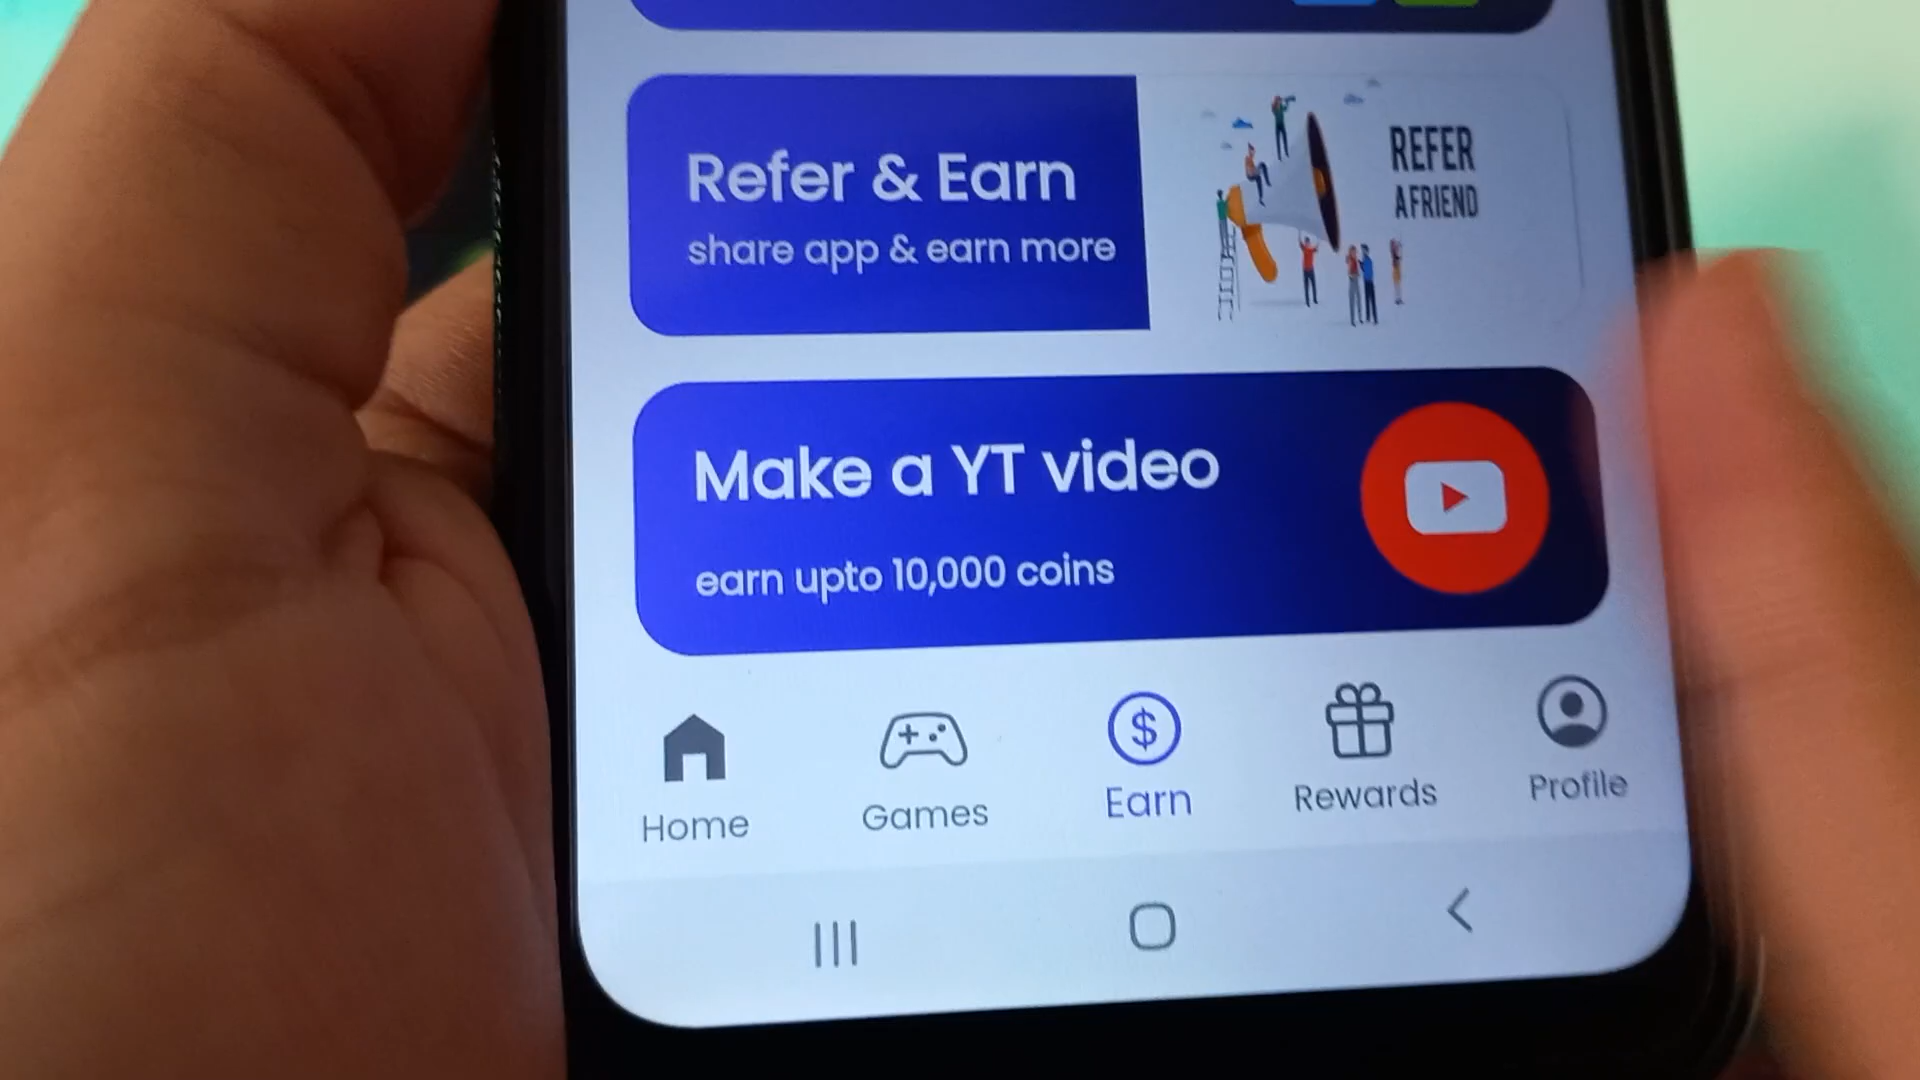 Refer & Earn
share app & earn more
REFER
A FRIEND
Make a YT video
earn upto 10,000 coins
Home
Games
Earn
Rewards
Profile